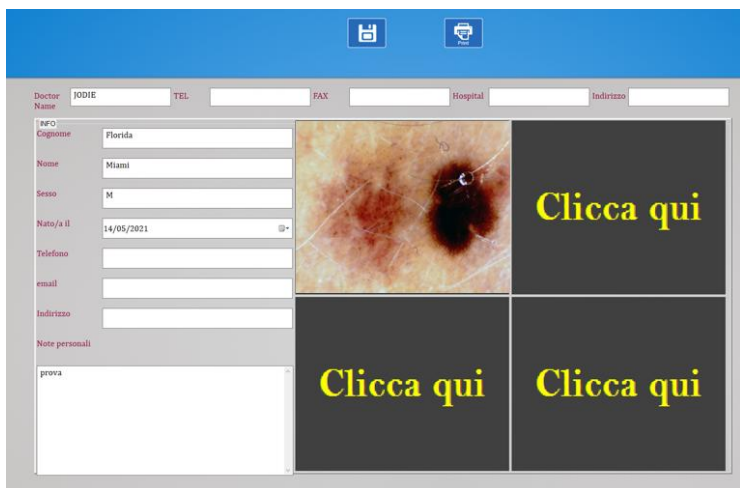 Print
Doctor Name JODIE TEL FAX Hospital Indirizzo
INFO
Cognome Florida
Nome Miami
Sesso M
Nato/a il 14/05/2021
Telefono
email
Indirizzo
Note personali
prova
Clicca qui
Clicca qui
Clicca qui